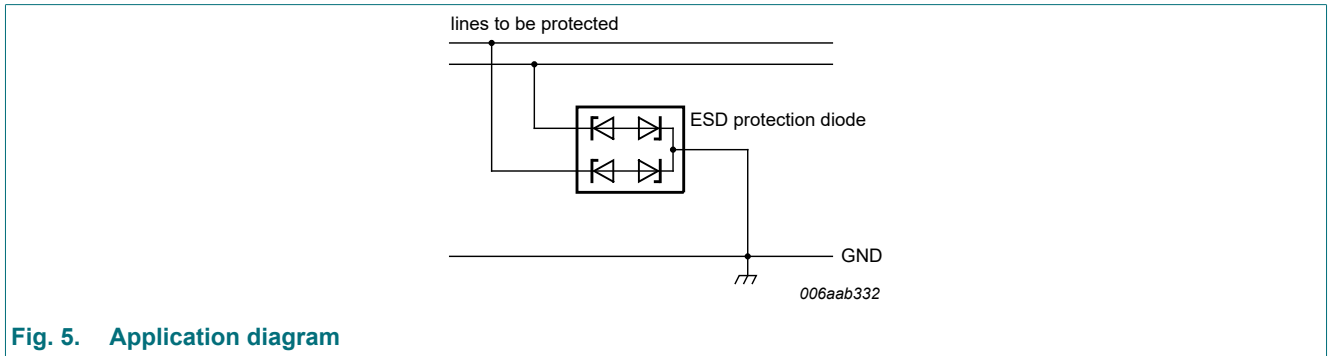 lines to be protected
ESD protection diode
GND
006aab332
Fig. 5. Application diagram